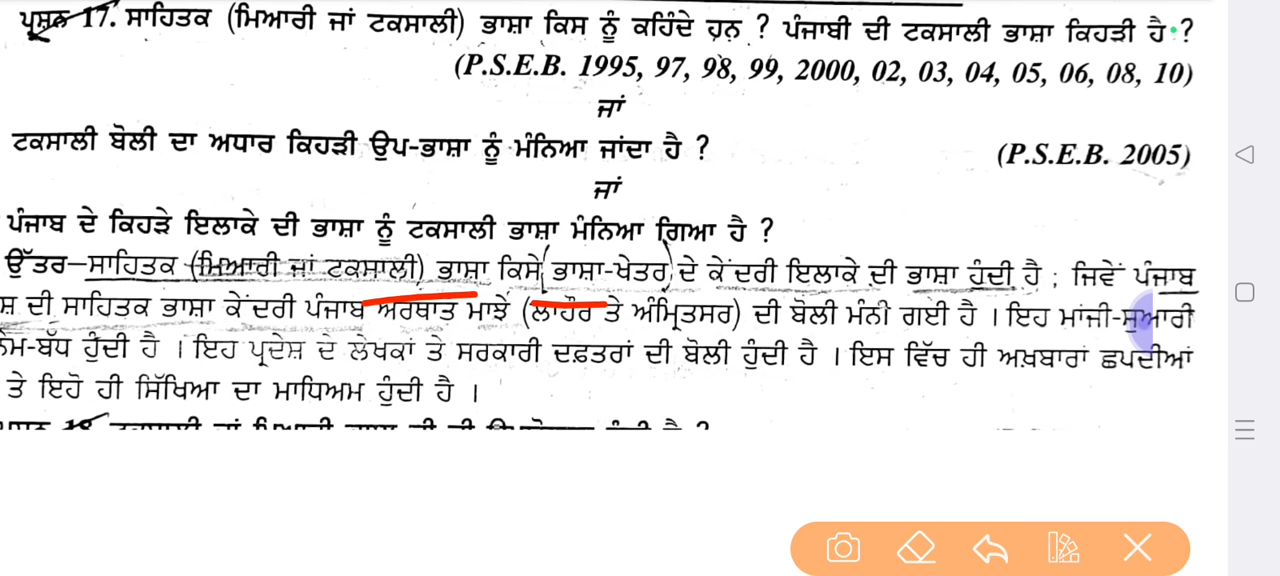 ਪ੍ਰਸ਼ਨ 17. ਸਾਹਿਤਕ (ਮਿਆਰੀ ਜਾਂ ਟਕਸਾਲੀ) ਭਾਸ਼ਾ ਕਿਸ ਨੂੰ ਕਹਿੰਦੇ ਹਨ ? ਪੰਜਾਬੀ ਦੀ ਟਕਸਾਲੀ ਭਾਸ਼ਾ ਕਿਹੜੀ ਹੈ ?
(P.S.E.B. 1995, 97, 98, 99, 2000, 02, 03, 04, 05, 06, 08, 10)
ਜਾਂ
ਟਕਸਾਲੀ ਬੋਲੀ ਦਾ ਅਧਾਰ ਕਿਹੜੀ ਉਪ-ਭਾਸ਼ਾ ਨੂੰ ਮੰਨਿਆ ਜਾਂਦਾ ਹੈ ? (P.S.E.B. 2005)
ਜਾਂ
ਪੰਜਾਬ ਦੇ ਕਿਹੜੇ ਇਲਾਕੇ ਦੀ ਭਾਸ਼ਾ ਨੂੰ ਟਕਸਾਲੀ ਭਾਸ਼ਾ ਮੰਨਿਆ ਗਿਆ ਹੈ ?
ਉੱਤਰ—ਸਾਹਿਤਕ (ਮਿਆਰੀ ਜਾਂ ਟਕਸਾਲੀ) ਭਾਸ਼ਾ ਕਿਸੇ ਭਾਸ਼ਾ-ਖੇਤਰ ਦੇ ਕੇਂਦਰੀ ਇਲਾਕੇ ਦੀ ਭਾਸ਼ਾ ਹੁੰਦੀ ਹੈ ; ਜਿਵੇਂ ਪੰਜਾਬ
ਸ਼ ਦੀ ਸਾਹਿਤਕ ਭਾਸ਼ਾ ਕੇਂਦਰੀ ਪੰਜਾਬ ਅਰਥਾਤ ਮਾਝੇ (ਲਾਹੌਰ ਤੇ ਅੰਮ੍ਰਿਤਸਰ) ਦੀ ਬੋਲੀ ਮੰਨੀ ਗਈ ਹੈ । ਇਹ ਮਾਂਜੀ-ਸੁਆਰੀ
ਨੇਮ-ਬੱਧ ਹੁੰਦੀ ਹੈ । ਇਹ ਪ੍ਰਦੇਸ਼ ਦੇ ਲੇਖਕਾਂ ਤੇ ਸਰਕਾਰੀ ਦਫ਼ਤਰਾਂ ਦੀ ਬੋਲੀ ਹੁੰਦੀ ਹੈ । ਇਸ ਵਿੱਚ ਹੀ ਅਖ਼ਬਾਰਾਂ ਛਪਦੀਆਂ
ਤੇ ਇਹੋ ਹੀ ਸਿੱਖਿਆ ਦਾ ਮਾਧਿਅਮ ਹੁੰਦੀ ਹੈ ।